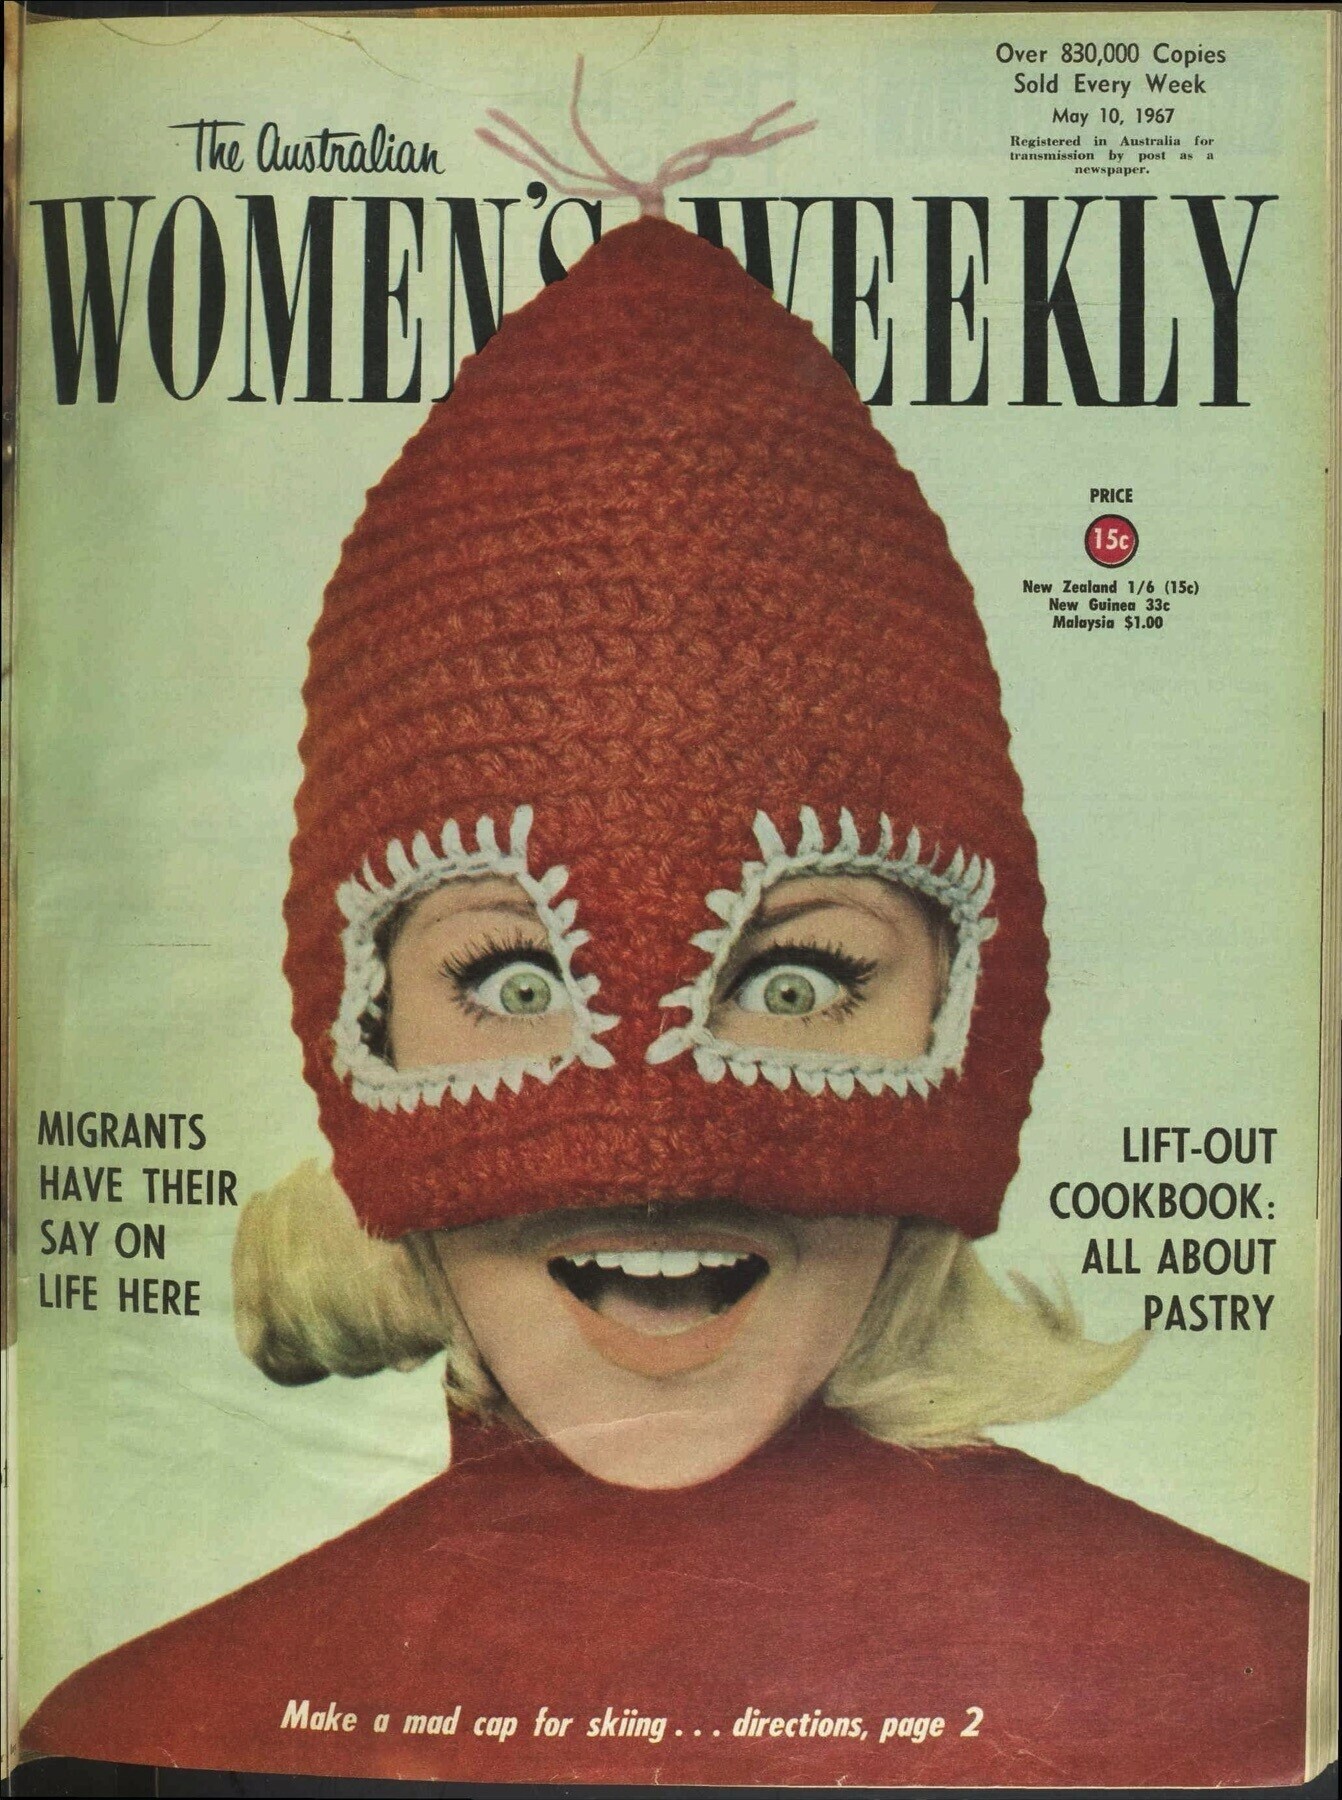 Over 830,000 Copies
Sold Every Week
May 10, 1967
Registered in Australia for
transmission by post as a
newspaper.
The Australian
WOMEN'S WEEKLY
PRICE
15c
New Zealand 1/6 (15c)
New Guinea 33c
Malaysia $1.00
MIGRANTS
HAVE THEIR
SAY ON
LIFE HERE
LIFT-OUT
COOKBOOK:
ALL ABOUT
PASTRY
Make a mad cap for skiing . . . directions, page 2